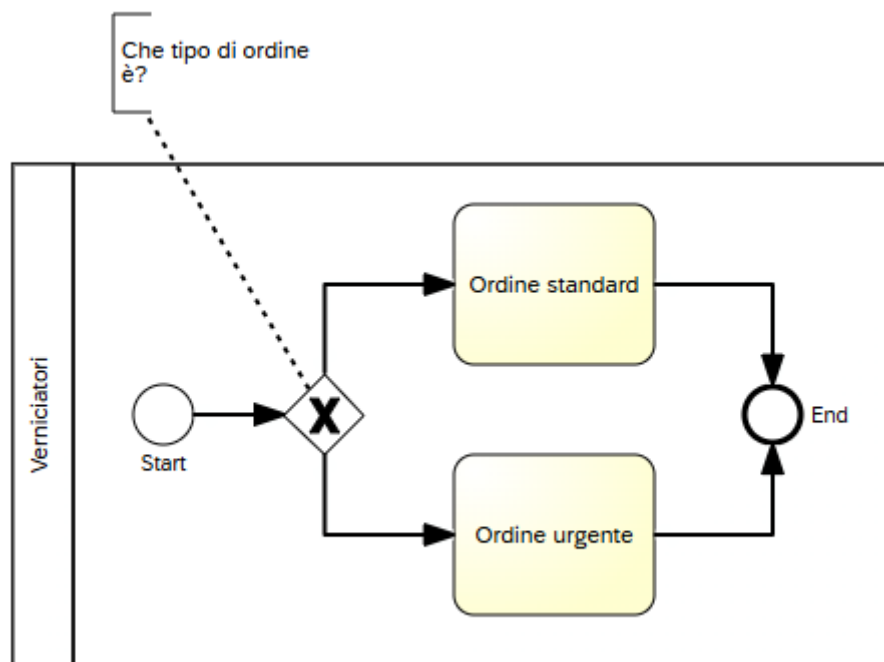 Che tipo di ordine
è?
Verniciatori
Start
X
Ordine standard
Ordine urgente
End